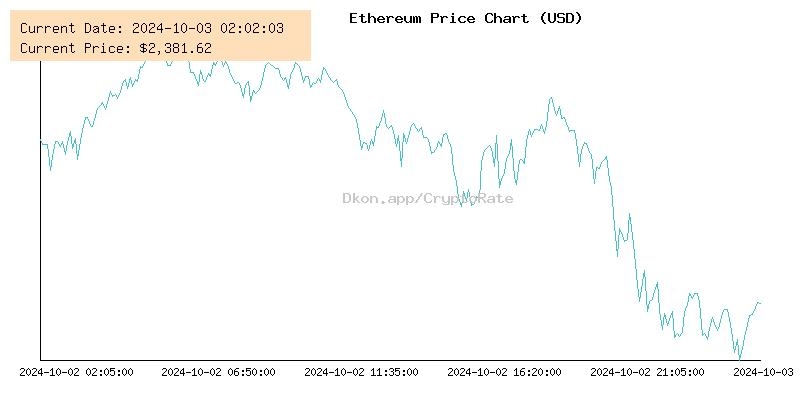 Ethereum Price Chart (USD)
Current Date: 2024-10-03 02:02:03
Current Price: $2,381.62
Dkon.app/CryptoRate
2024-10-02 02:05:00
2024-10-02 06:50:00
2024-10-02 11:35:00
2024-10-02 16:20:00
2024-10-02 21:05:00
2024-10-03